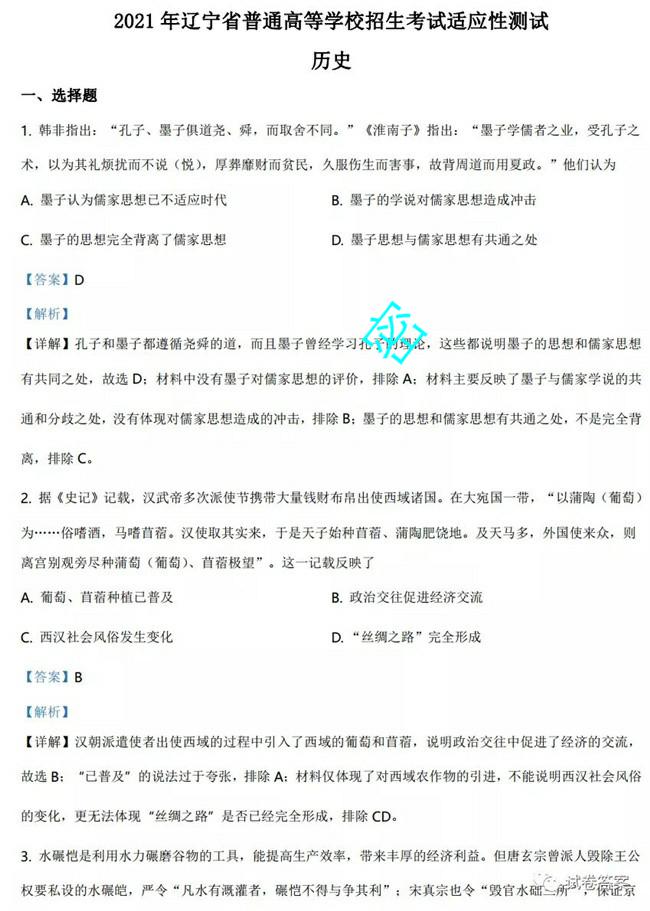 2021 年辽宁省普通高等学校招生考试适应性测试
历史
一、选择题
1. 韩非指出：“孔子、墨子俱道尧、舜，而取舍不同。”《淮南子》指出：“墨子学儒者之业，受孔子之
术，以为其礼烦扰而不说（悦），厚葬靡财而贫民，久服伤生而害事，故背周道而用夏政。”他们认为
A. 墨子认为儒家思想已不适应时代
B. 墨子的学说对儒家思想造成冲击
C. 墨子的思想完全背离了儒家思想
D. 墨子思想与儒家思想有共通之处
【答案】D
【解析】
【详解】孔子和墨子都遵循尧舜的道，而且墨子曾经学习孔子的理论，这些都说明墨子的思想和儒家思想
有共同之处，故选 D；材料中没有墨子对儒家思想的评价，排除 A；材料主要反映了墨子与儒家学说的共
通和分歧之处，没有体现对儒家思想造成的冲击，排除 B；墨子的思想和儒家思想有共通之处，不是完全背
离，排除 C。
2. 据《史记》记载，汉武帝多次派使节携带大量钱财布帛出使西域诸国。在大宛国一带，“以蒲陶（葡萄）
为……俗嗜酒，马嗜苜蓿。汉使取其实来，于是天子始种苜蓿、蒲陶肥饶地。及天马多，外国使来众，则
离宫别观旁尽种蒲萄（葡萄）、苜蓿极望”。这一记载反映了
A. 葡萄、苜蓿种植已普及
B. 政治交往促进经济交流
C. 西汉社会风俗发生变化
D. “丝绸之路”完全形成
【答案】B
【解析】
【详解】汉朝派遣使者出使西域的过程中引入了西域的葡萄和苜蓿，说明政治交往中促进了经济的交流，
故选 B；“已普及”的说法过于夸张，排除 A；材料仅体现了对西域农作物的引进，不能说明西汉社会风俗
的变化，更无法体现“丝绸之路”是否已经完全形成，排除 CD。
3. 水碾恺是利用水力碾磨谷物的工具，能提高生产效率，带来丰厚的经济利益。但唐玄宗曾派人毁除王公
权要私设的水碾皑，严令“凡水有溉灌者，碾恺不得与争其利”；宋真宗也令“毁官水础三所”，保证京
试卷答案